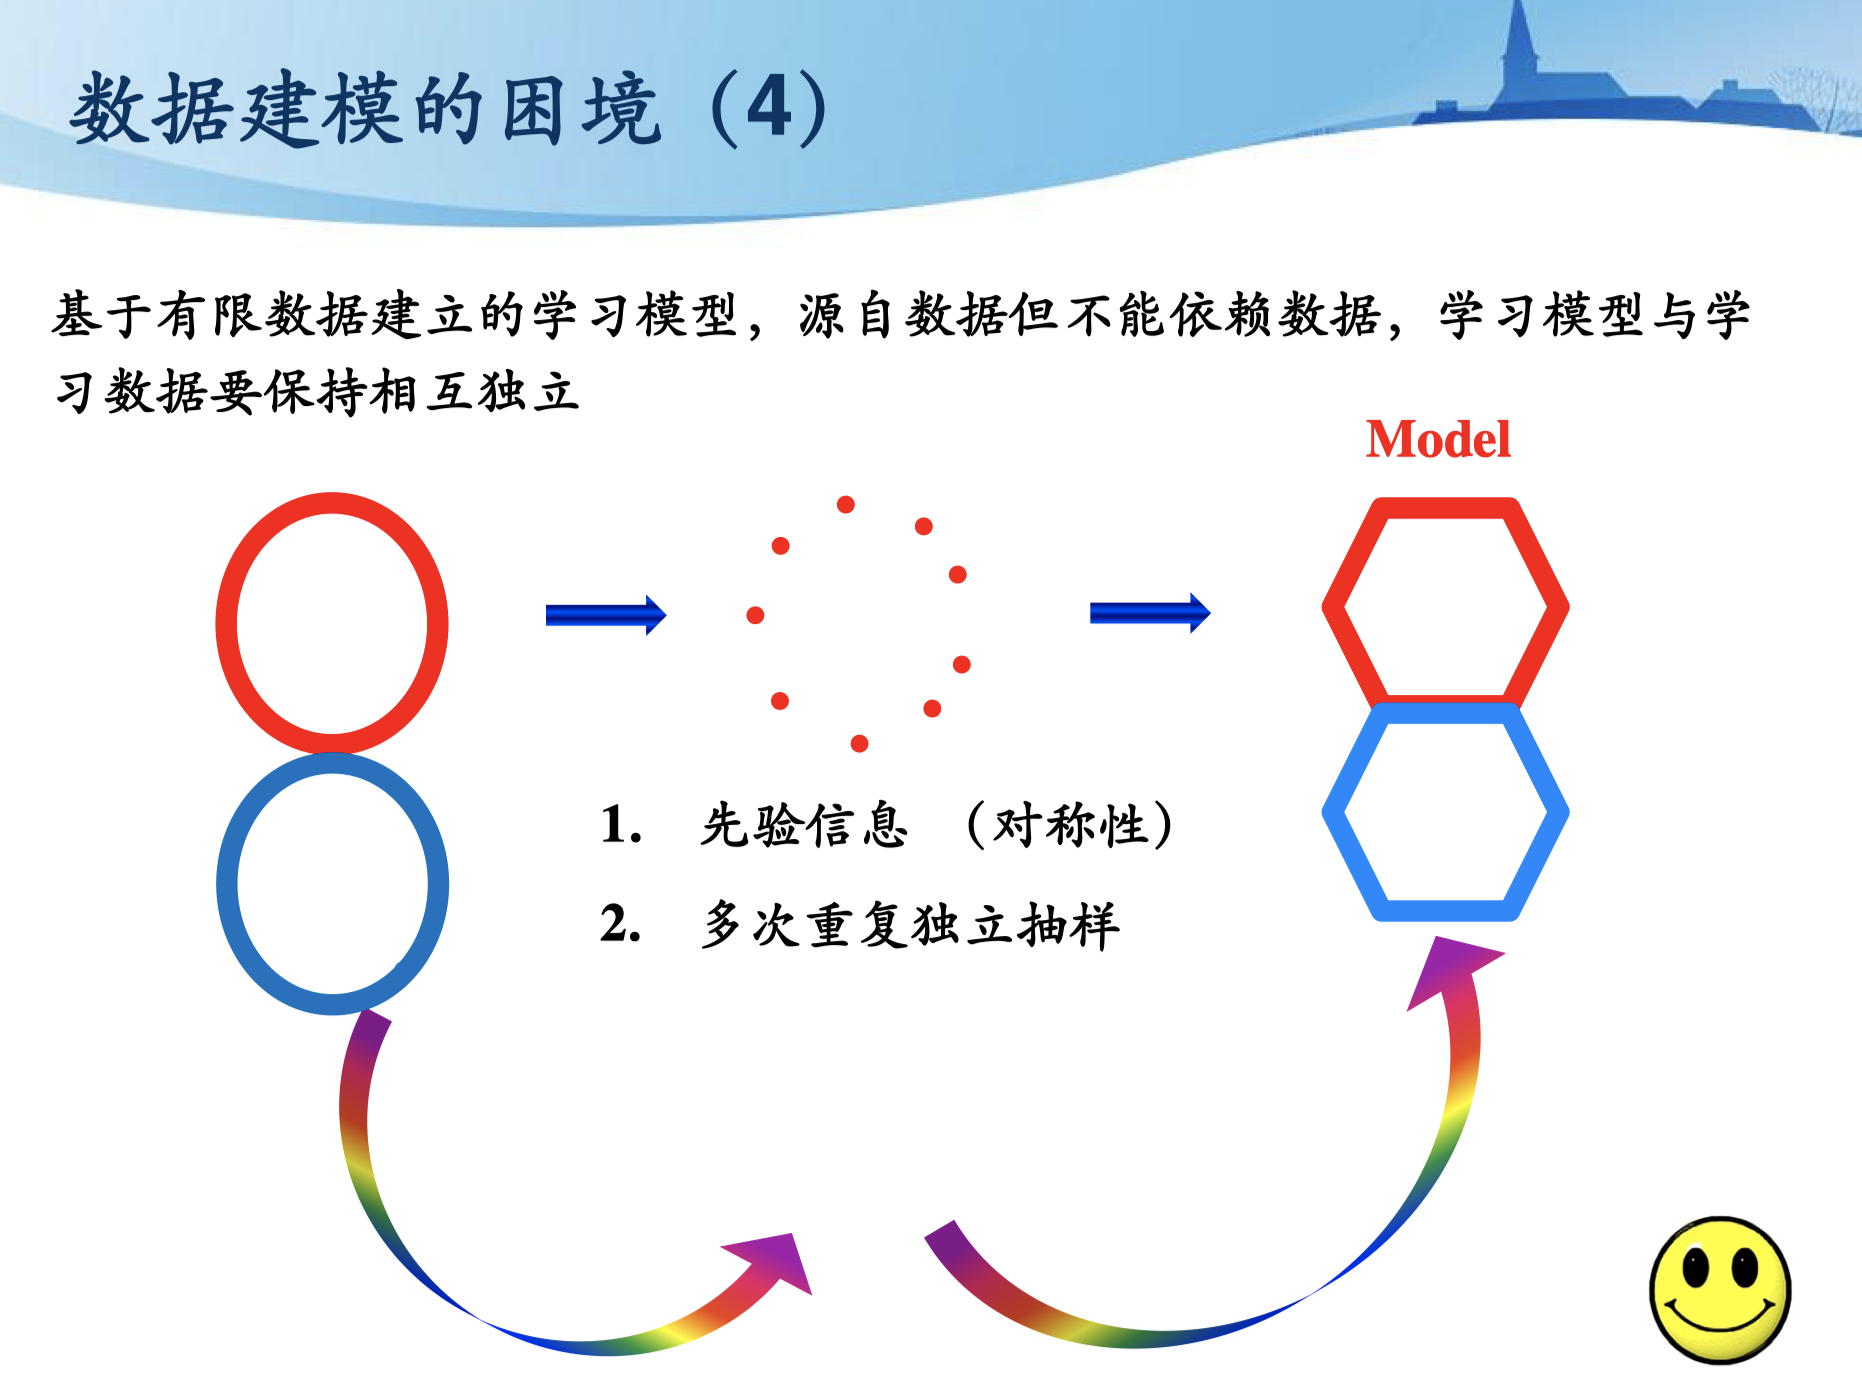 数据建模的困境（4）
基于有限数据建立的学习模型，源自数据但不能依赖数据，学习模型与学
习数据要保持相互独立
Model
1. 先验信息 （对称性）
2. 多次重复独立抽样